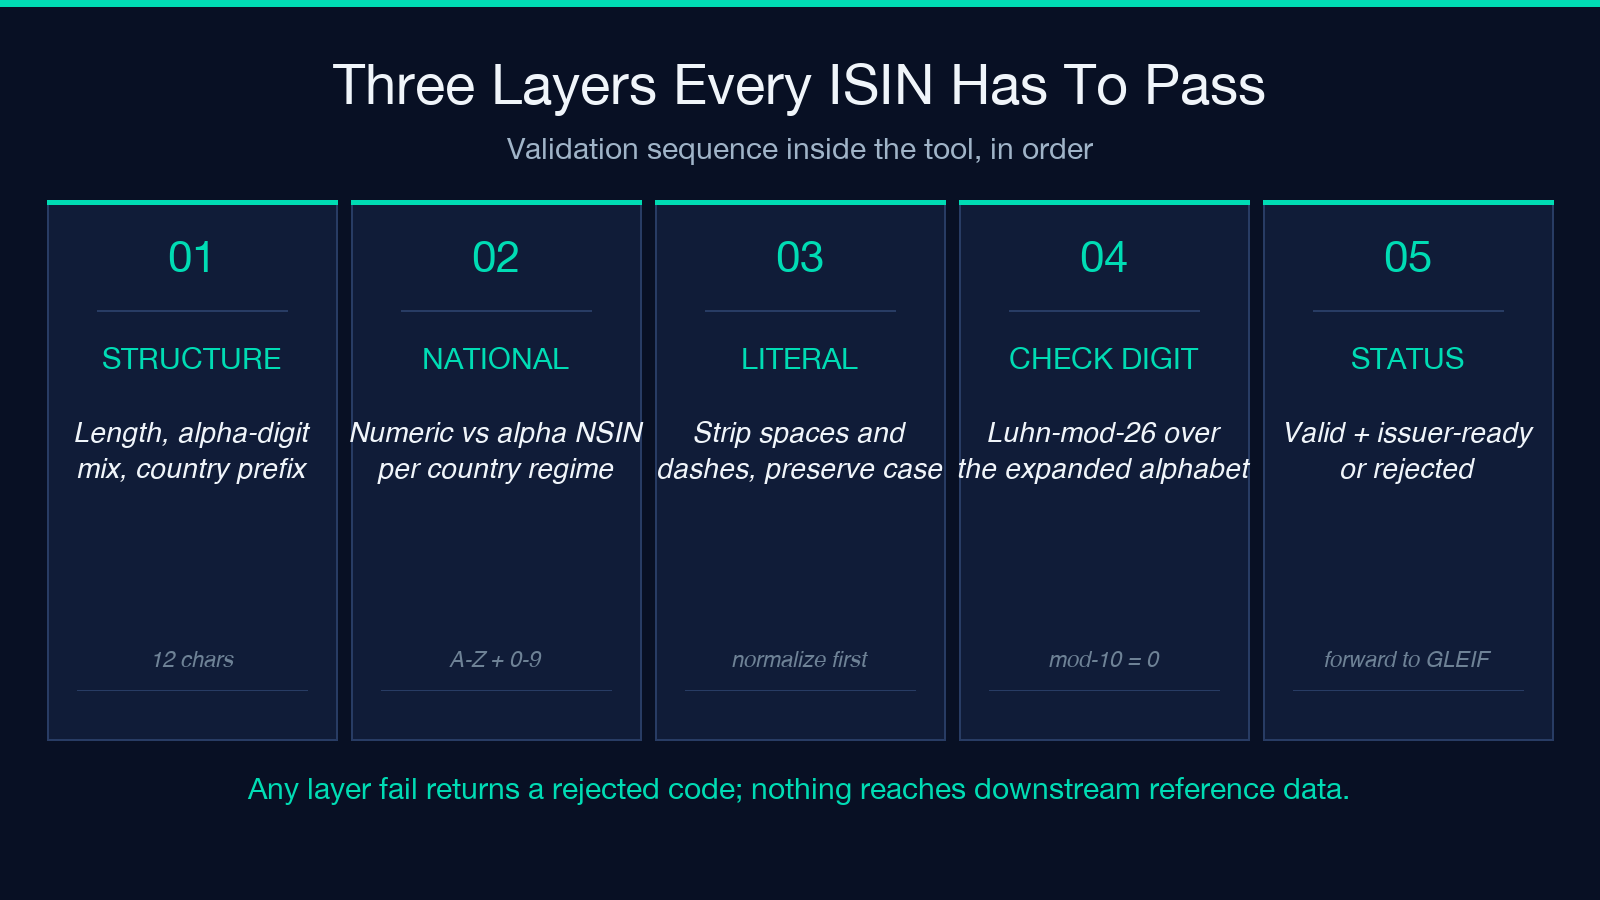 Three Layers Every ISIN Has To Pass
Validation sequence inside the tool, in order
01
STRUCTURE
Length, alpha-digit
mix, country prefix
12 chars
02
NATIONAL
Numeric vs alpha NSIN
per country regime
A-Z + 0-9
03
LITERAL
Strip spaces and
dashes, preserve case
normalize first
04
CHECK DIGIT
Luhn-mod-26 over
the expanded alphabet
mod-10 = 0
05
STATUS
Valid + issuer-ready
or rejected
forward to GLEIF
Any layer fail returns a rejected code; nothing reaches downstream reference data.